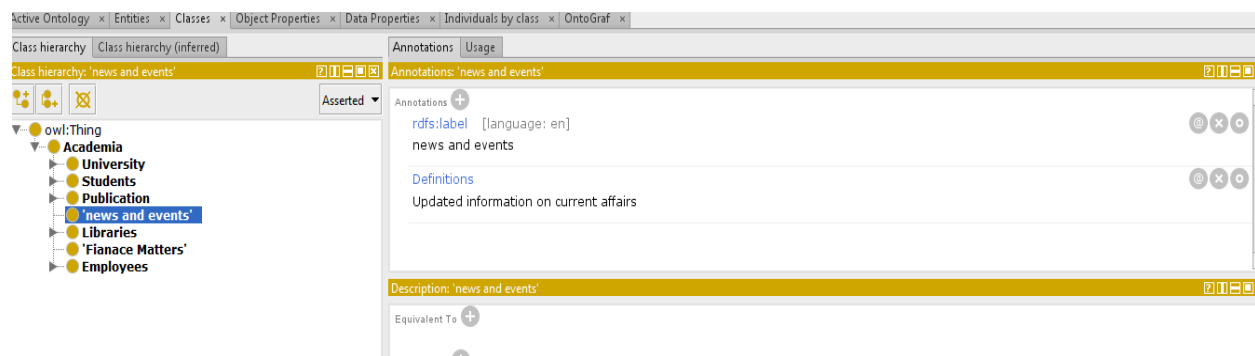 Active Ontology × Entities × Classes × Object Properties × Data Properties × Individuals by class × OntoGraf ×
Class hierarchy Class hierarchy (inferred)
Annotations Usage
Class hierarchy: 'news and events'
Annotations: 'news and events'
Asserted
Annotations
owl:Thing
Academia
University
Students
Publication
'news and events'
Libraries
'Fianace Matters'
Employees
rdfs:label [language: en]
news and events
Definitions
Updated information on current affairs
Description: 'news and events'
Equivalent To